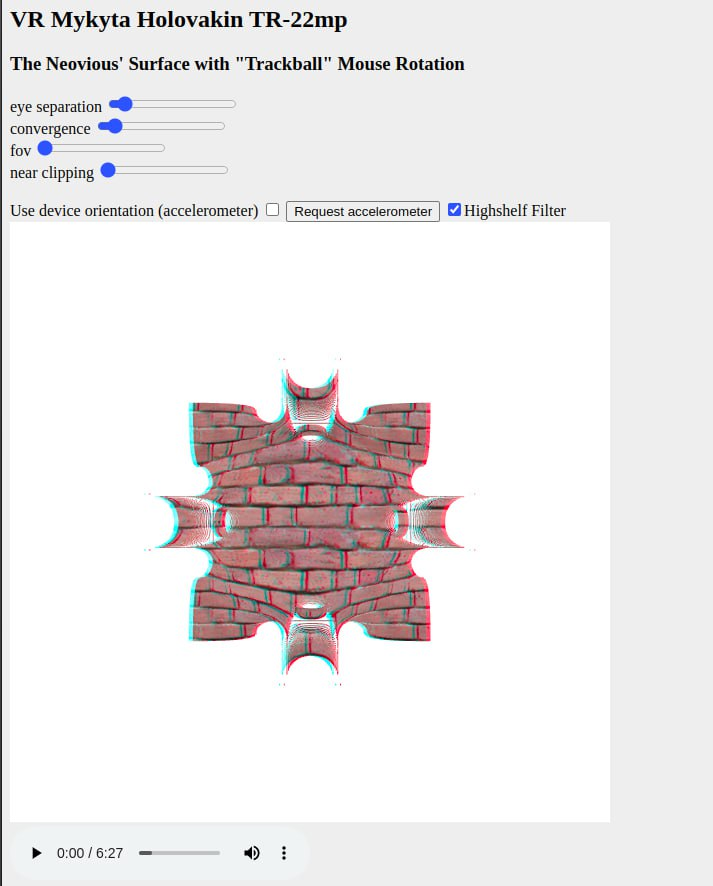 VR Mykyta Holovakin TR-22mp
The Neovious' Surface with "Trackball" Mouse Rotation
eye separation
convergence
fov
near clipping
Use device orientation (accelerometer) Request accelerometer Highshelf Filter
0:00 / 6:27